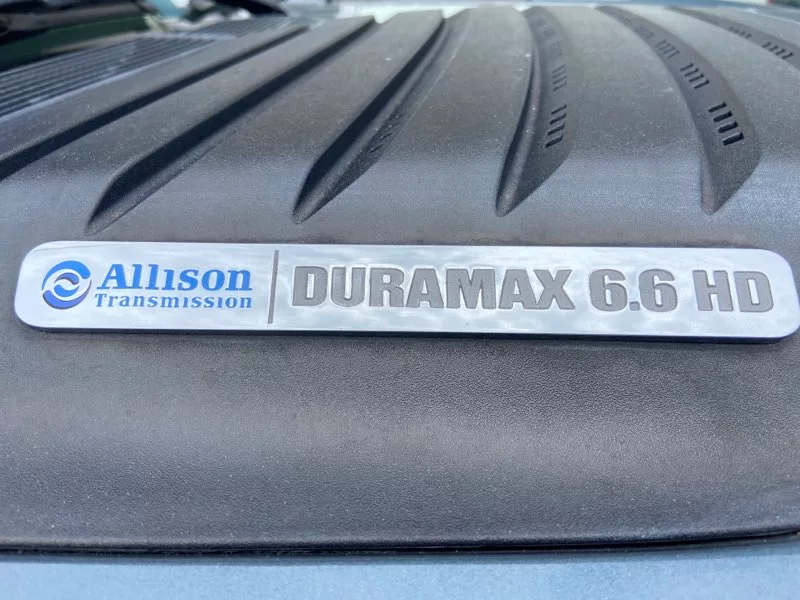 Allison
Transmission
DURAMAX 6.6 HD